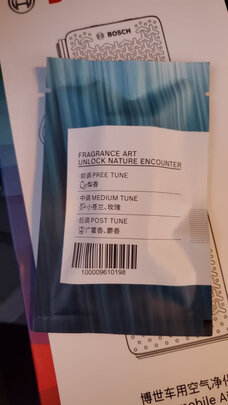 BOSCH
FRAGRANCE ART
UNLOCK NATURE ENCOUNTER
前调 PREE TUNE
梨香
中调 MEDIUM TUNE
小苍兰、玫瑰
后调 POST TUNE
广藿香、麝香
100009610198
博世车用空气净化
mobile A